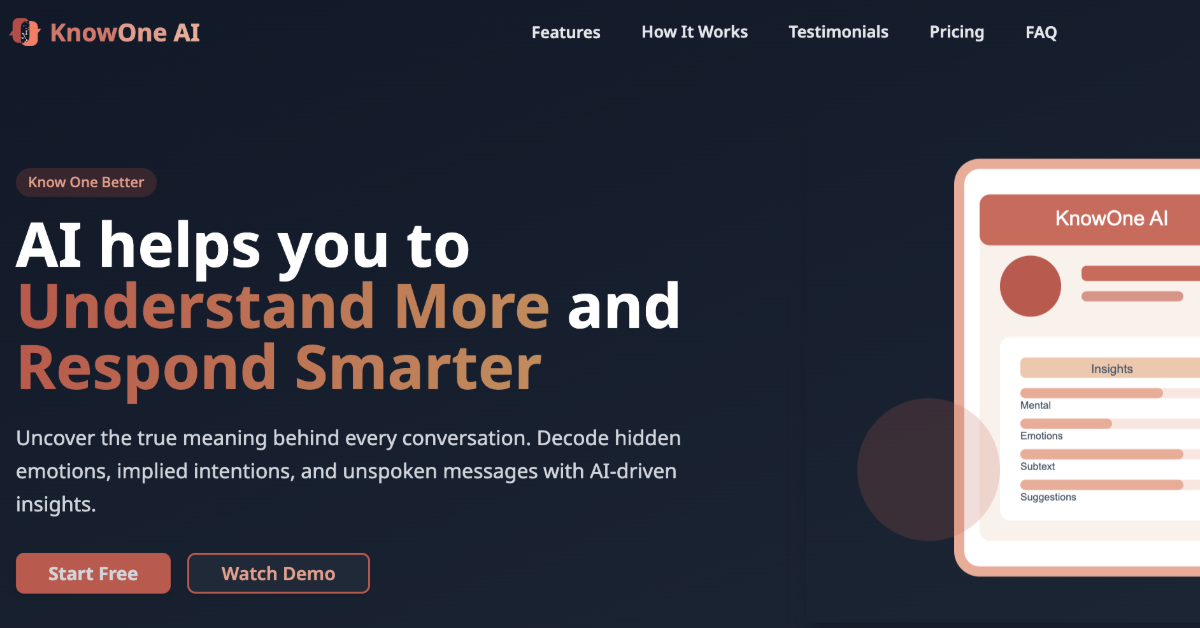 KnowOne AI
Features
How It Works
Testimonials
Pricing
FAQ
Know One Better
AI helps you to
Understand More and
Respond Smarter
Uncover the true meaning behind every conversation. Decode hidden
emotions, implied intentions, and unspoken messages with AI-driven
insights.
Start Free
Watch Demo
KnowOne AI
Insights
Mental
Emotions
Subtext
Suggestions